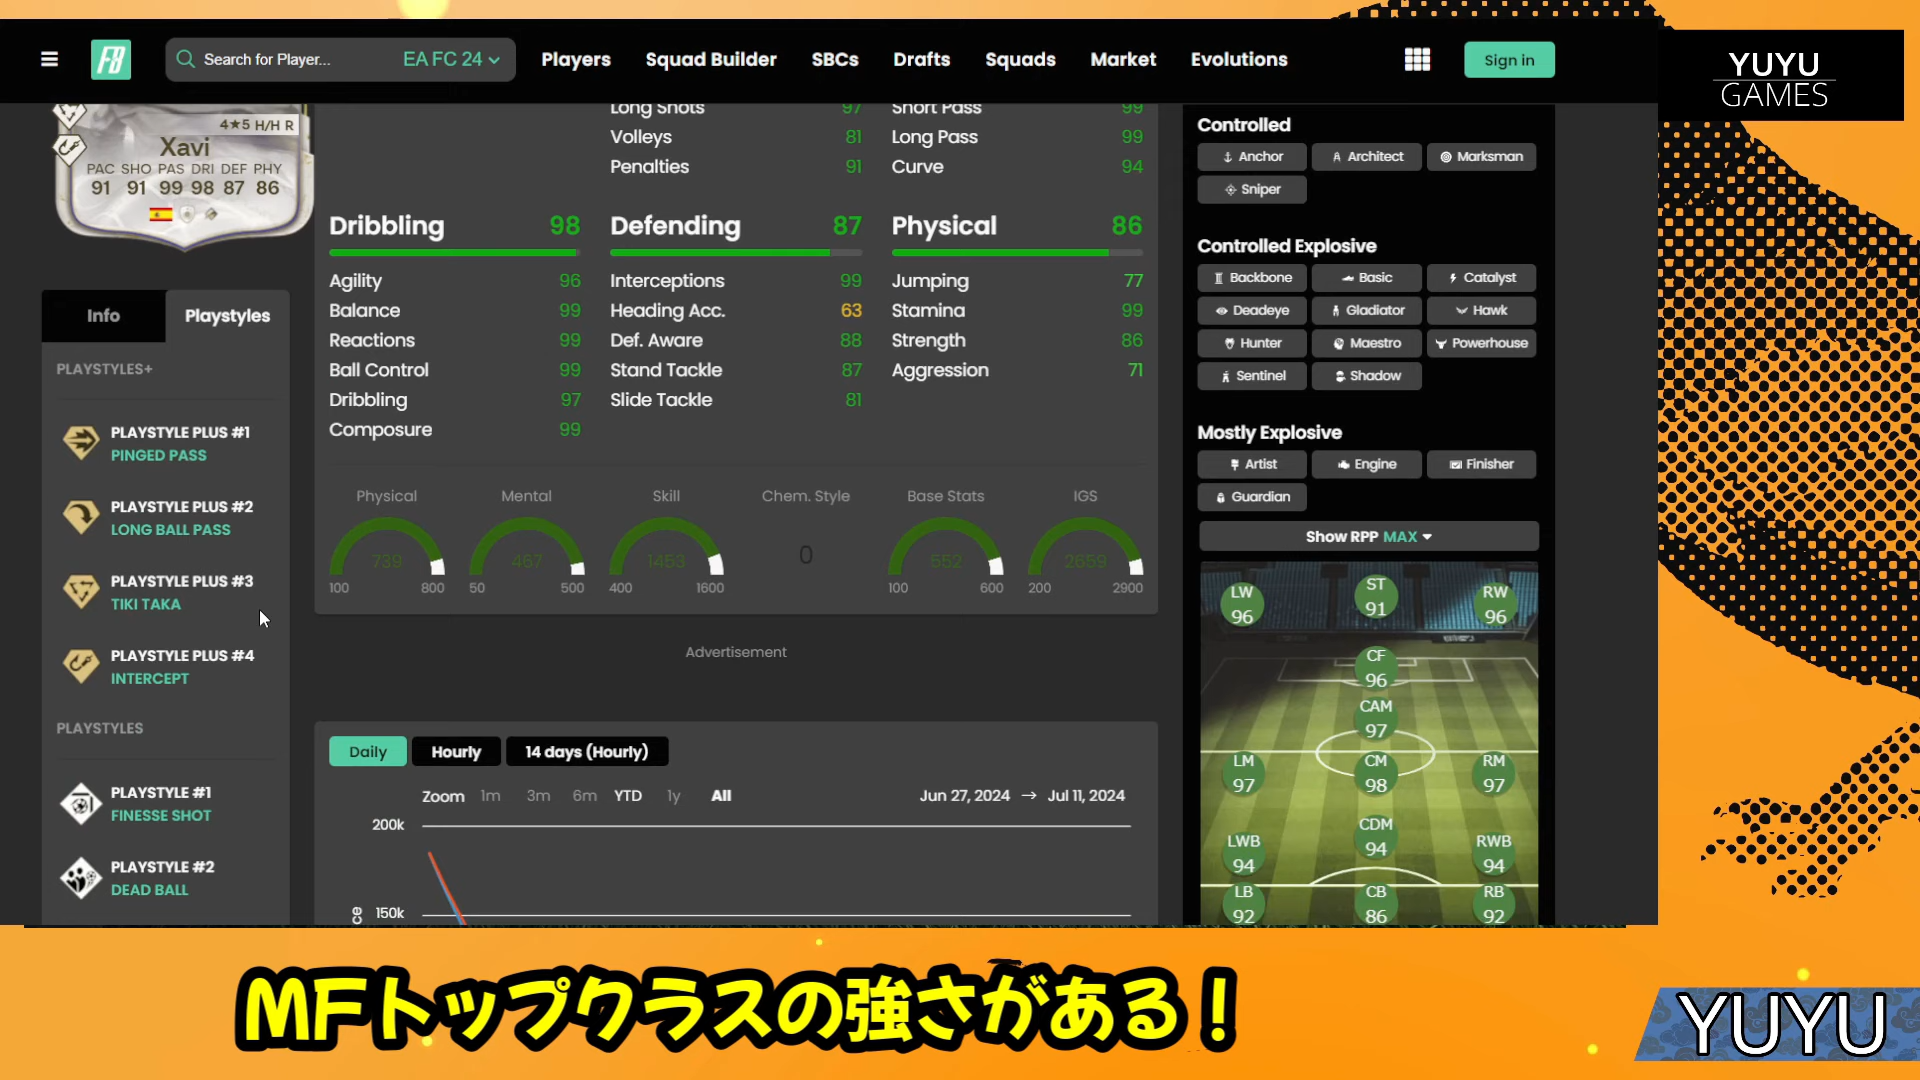 Search for Player...
EA FC 24
Players
Squad Builder
SBCs
Drafts
Squads
Market
Evolutions
Sign in
YUYU
GAMES
4★5 H/H R
Xavi
PAC SHO PAS DRI DEF PHY
91 91 99 98 87 86
Info
Playstyles
PLAYSTYLES+
PLAYSTYLE PLUS #1
PINGED PASS
PLAYSTYLE PLUS #2
LONG BALL PASS
PLAYSTYLE PLUS #3
TIKI TAKA
PLAYSTYLE PLUS #4
INTERCEPT
PLAYSTYLES
PLAYSTYLE #1
FINESSE SHOT
PLAYSTYLE #2
DEAD BALL
Long Shots 97
Volleys 81
Penalties 91
Short Pass 99
Long Pass 99
Curve 94
Dribbling 98
Agility 96
Balance 99
Reactions 99
Ball Control 99
Dribbling 97
Composure 99
Defending 87
Interceptions 99
Heading Acc. 63
Def. Aware 88
Stand Tackle 87
Slide Tackle 81
Physical 86
Jumping 77
Stamina 99
Strength 86
Aggression 71
Physical
739
100 800
Mental
467
50 500
Skill
1453
400 1600
Chem. Style
0
Base Stats
552
100 600
IGS
2659
200 2900
Advertisement
Daily
Hourly
14 days (Hourly)
Zoom 1m 3m 6m YTD 1y All
Jun 27, 2024 → Jul 11, 2024
200k
150k
ce
Controlled
Anchor
Architect
Marksman
Sniper
Controlled Explosive
Backbone
Basic
Catalyst
Deadeye
Gladiator
Hawk
Hunter
Maestro
Powerhouse
Sentinel
Shadow
Mostly Explosive
Artist
Engine
Finisher
Guardian
Show RPP MAX
LW
96
ST
91
RW
96
CF
96
CAM
97
LM
97
CM
98
RM
97
CDM
94
LWB
94
RWB
94
LB
92
CB
86
RB
92
MFトップクラスの強さがある！
YUYU